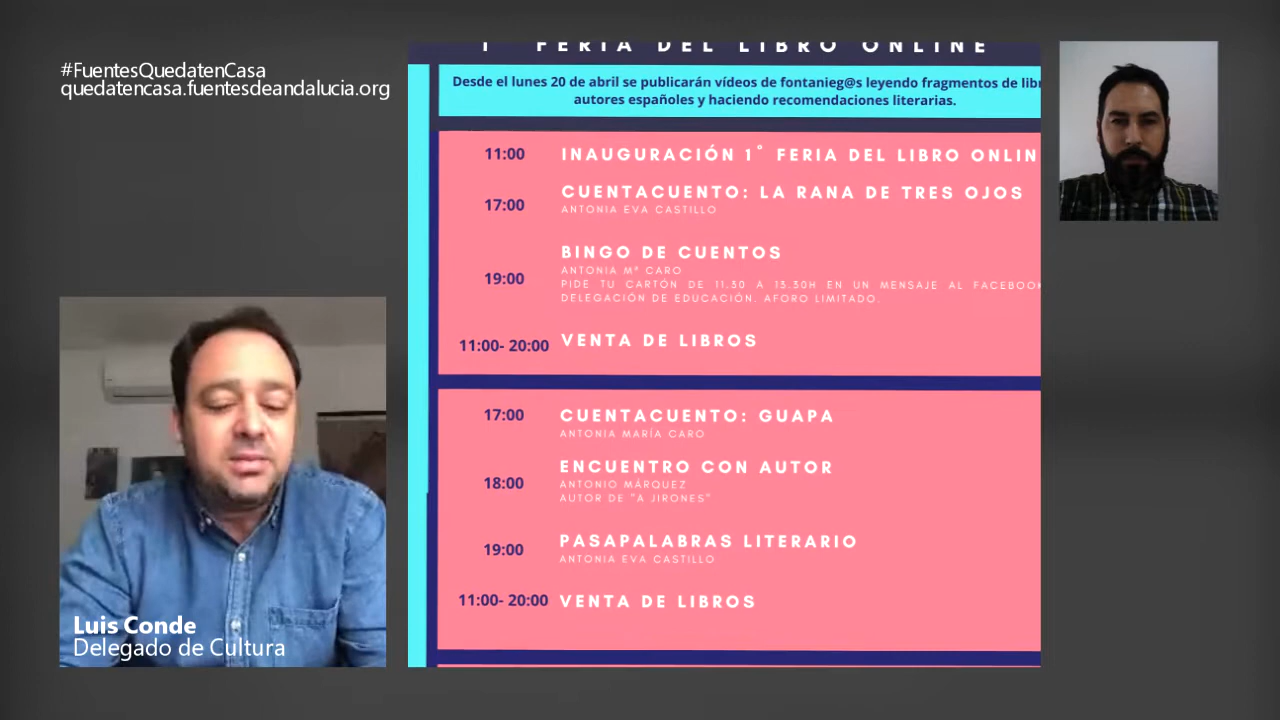 #FuentesQuedatenCasa
quedatencasa.fuentesdeandalucia.org
1 FERIA DEL LIBRO ONLINE
Desde el lunes 20 de abril se publicarán vídeos de fontanieg@s leyendo fragmentos de libr
autores españoles y haciendo recomendaciones literarias.
11:00 INAUGURACIÓN 1° FERIA DEL LIBRO ONLIN
17:00 CUENTACUENTO: LA RANA DE TRES OJOS
ANTONIA EVA CASTILLO
19:00 BINGO DE CUENTOS
ANTONIA Mª CARO
PIDE TU CARTÓN DE 11.30 A 13.30H EN UN MENSAJE AL FACEBOOK
DELEGACIÓN DE EDUCACIÓN. AFORO LIMITADO.
11:00- 20:00 VENTA DE LIBROS
17:00 CUENTACUENTO: GUAPA
ANTONIA MARÍA CARO
18:00 ENCUENTRO CON AUTOR
ANTONIO MÁRQUEZ
AUTOR DE "A JIRONES"
19:00 PASAPALABRAS LITERARIO
ANTONIA EVA CASTILLO
11:00- 20:00 VENTA DE LIBROS
Luis Conde
Delegado de Cultura